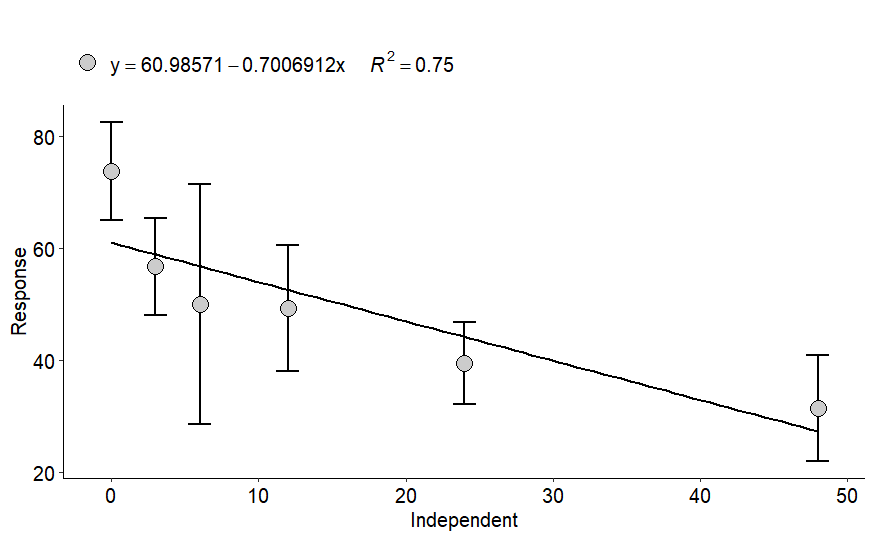 y = 60.98571 − 0.7006912x R² = 0.75
80
60
40
20
Response
0 10 20 30 40 50
Independent